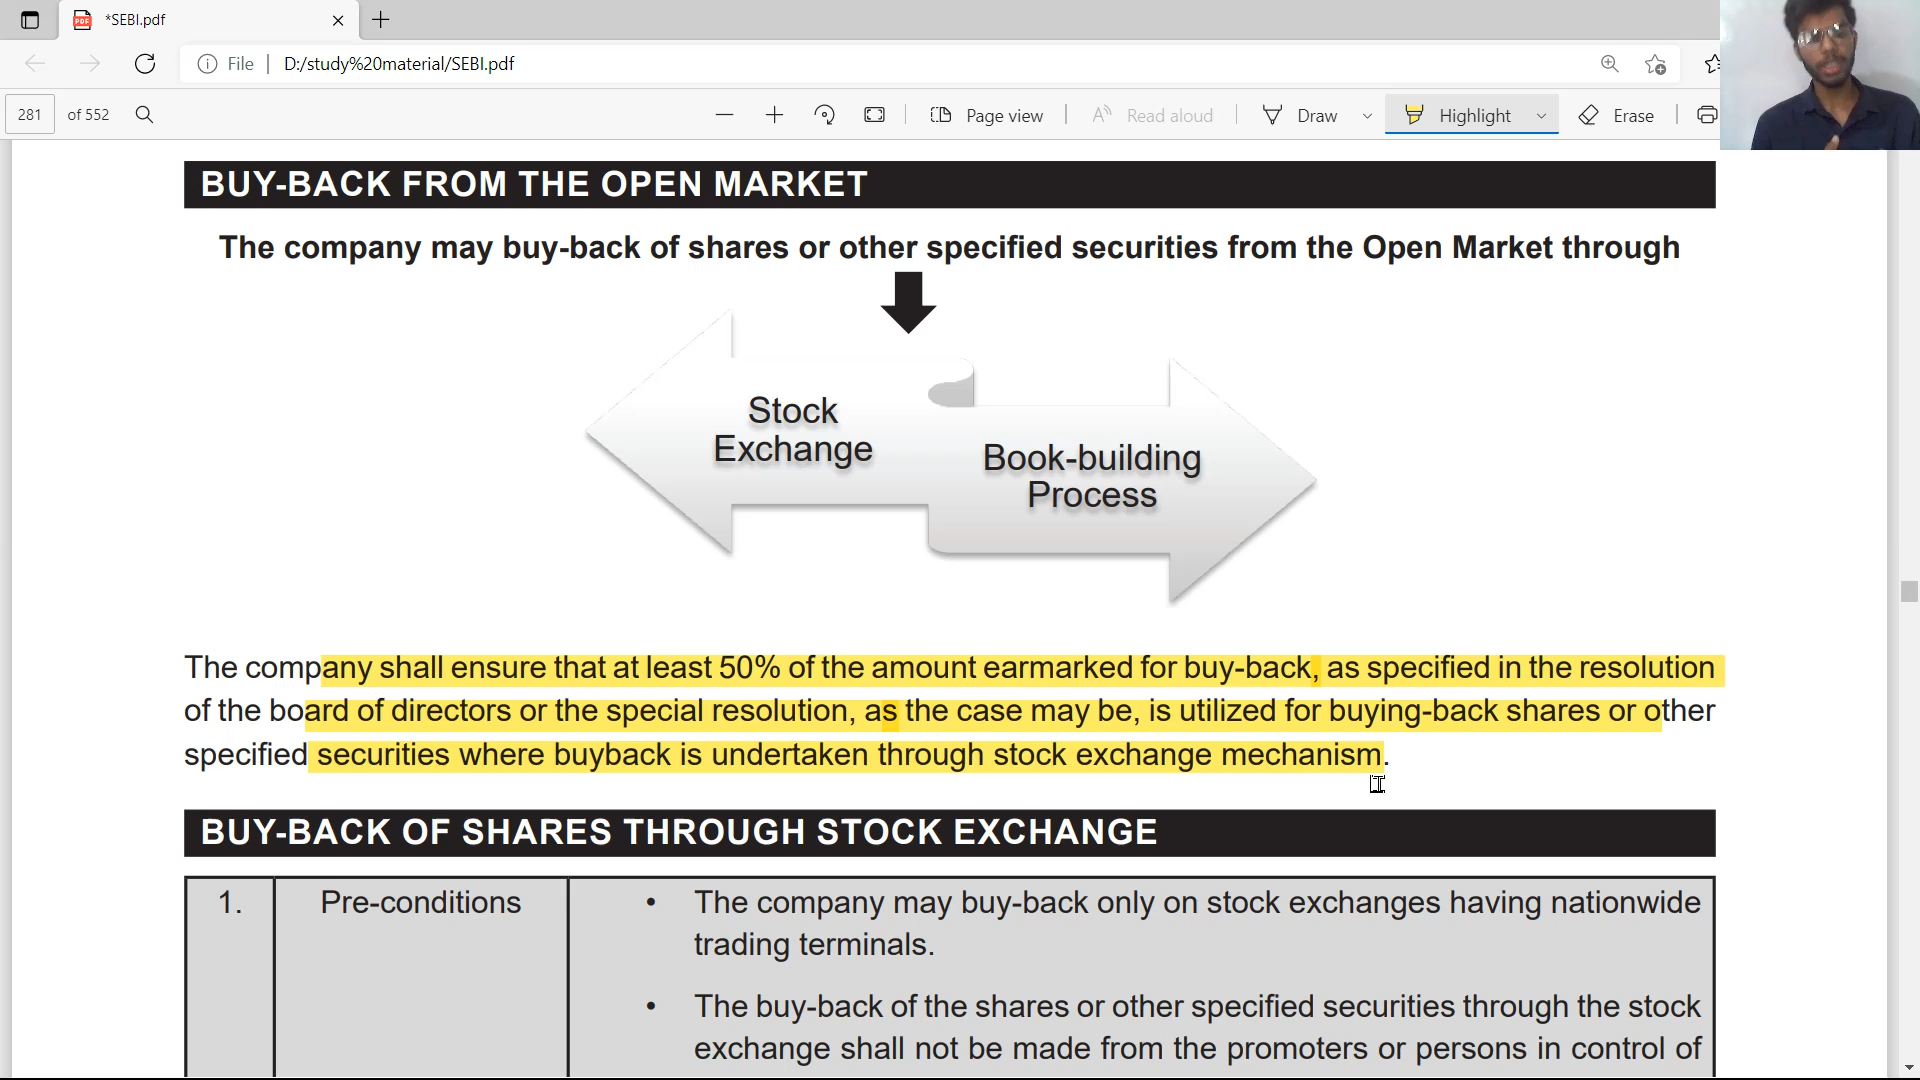 *SEBI.pdf
File
D:/study%20material/SEBI.pdf
281 of 552
Page view
Read aloud
Draw
Highlight
Erase
BUY-BACK FROM THE OPEN MARKET
The company may buy-back of shares or other specified securities from the Open Market through
Stock
Exchange
Book-building
Process
The company shall ensure that at least 50% of the amount earmarked for buy-back, as specified in the resolution
of the board of directors or the special resolution, as the case may be, is utilized for buying-back shares or other
specified securities where buyback is undertaken through stock exchange mechanism.
BUY-BACK OF SHARES THROUGH STOCK EXCHANGE
1. Pre-conditions • The company may buy-back only on stock exchanges having nationwide
trading terminals.
• The buy-back of the shares or other specified securities through the stock
exchange shall not be made from the promoters or persons in control of